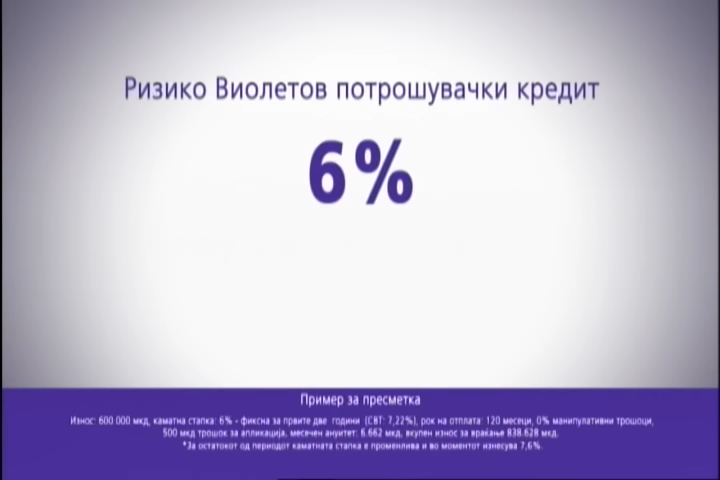 Ризико Виолетов потрошувачки кредит
6%
Пример за пресметка
Износ: 600 000 мкд, каматна стапка: 6% - фиксна за првите две години (СВТ: 7,22%), рок на отплата: 120 месеци, 0% манипулативни трошоци,
500 мкд трошок за апликација, месечен ануитет: 6.662 мкд, вкупен износ за враќање 838.628 мкд.
*За остатокот од периодот каматната стапка е променлива и во моментот изнесува 7,6%.